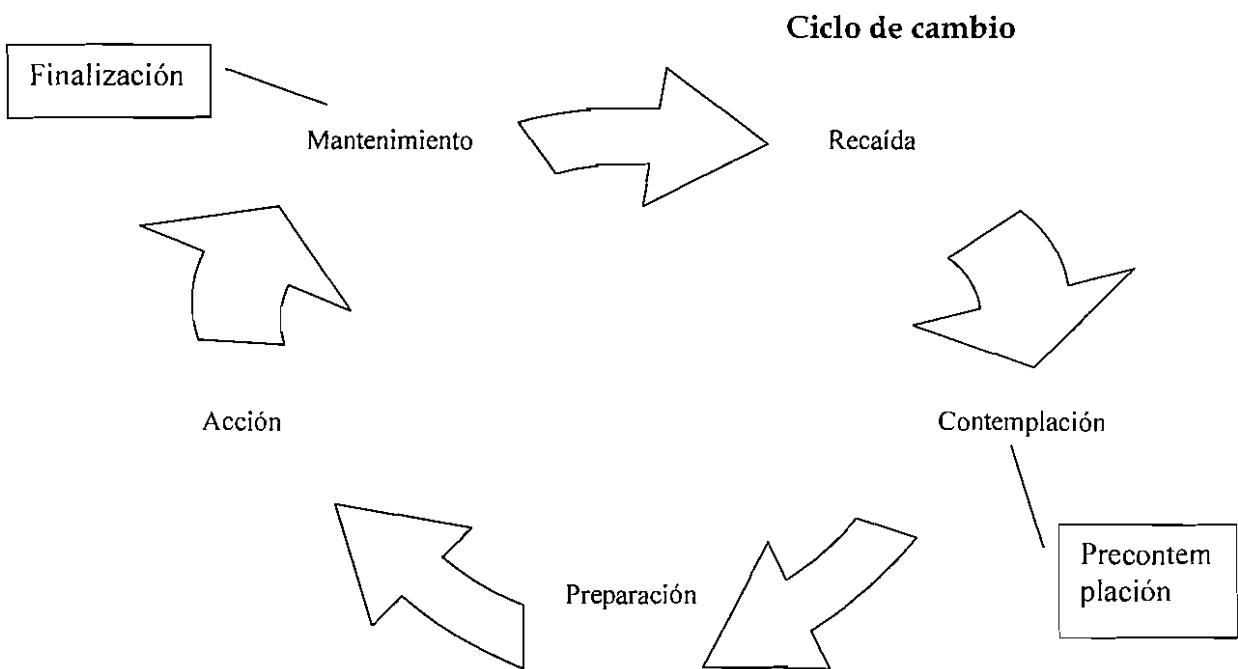 Ciclo de cambio
Finalización
Mantenimiento
Recaída
Acción
Contemplación
Precontem
plación
Preparación